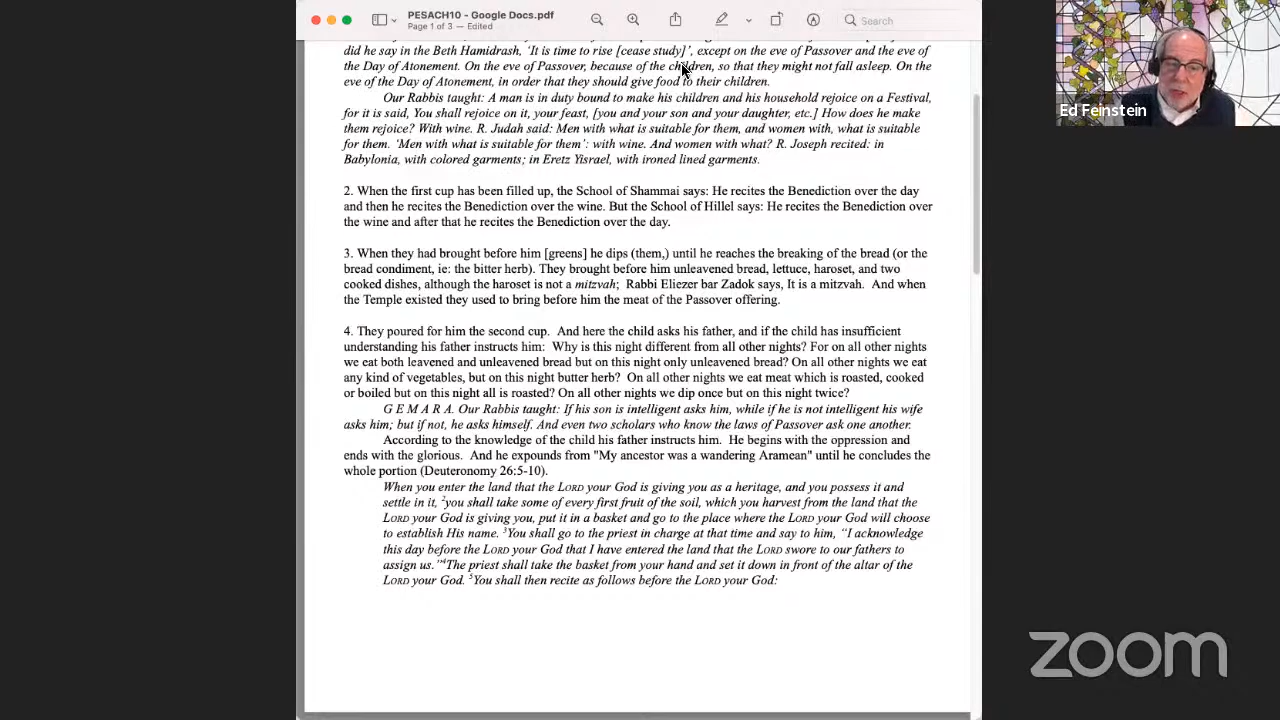 PESACH10 - Google Docs.pdf
Page 1 of 3 — Edited
Search
did he say in the Beth Hamidrash, ‘It is time to rise [cease study]’, except on the eve of Passover and the eve of
the Day of Atonement. On the eve of Passover, because of the children, so that they might not fall asleep. On the
eve of the Day of Atonement, in order that they should give food to their children.
Our Rabbis taught: A man is in duty bound to make his children and his household rejoice on a Festival,
for it is said, You shall rejoice on it, your feast, [you and your son and your daughter, etc.] How does he make
them rejoice? With wine. R. Judah said: Men with what is suitable for them, and women with, what is suitable
for them. ‘Men with what is suitable for them’: with wine. And women with what? R. Joseph recited: in
Babylonia, with colored garments; in Eretz Yisrael, with ironed lined garments.
2. When the first cup has been filled up, the School of Shammai says: He recites the Benediction over the day
and then he recites the Benediction over the wine. But the School of Hillel says: He recites the Benediction over
the wine and after that he recites the Benediction over the day.
3. When they had brought before him [greens] he dips (them,) until he reaches the breaking of the bread (or the
bread condiment, ie: the bitter herb). They brought before him unleavened bread, lettuce, haroset, and two
cooked dishes, although the haroset is not a mitzvah; Rabbi Eliezer bar Zadok says, It is a mitzvah. And when
the Temple existed they used to bring before him the meat of the Passover offering.
4. They poured for him the second cup. And here the child asks his father, and if the child has insufficient
understanding his father instructs him: Why is this night different from all other nights? For on all other nights
we eat both leavened and unleavened bread but on this night only unleavened bread? On all other nights we eat
any kind of vegetables, but on this night butter herb? On all other nights we eat meat which is roasted, cooked
or boiled but on this night all is roasted? On all other nights we dip once but on this night twice?
G E M A R A. Our Rabbis taught: If his son is intelligent asks him, while if he is not intelligent his wife
asks him; but if not, he asks himself. And even two scholars who know the laws of Passover ask one another.
According to the knowledge of the child his father instructs him. He begins with the oppression and
ends with the glorious. And he expounds from "My ancestor was a wandering Aramean" until he concludes the
whole portion (Deuteronomy 26:5-10).
When you enter the land that the LORD your God is giving you as a heritage, and you possess it and
settle in it, ²you shall take some of every first fruit of the soil, which you harvest from the land that the
LORD your God is giving you, put it in a basket and go to the place where the LORD your God will choose
to establish His name. ³You shall go to the priest in charge at that time and say to him, “I acknowledge
this day before the LORD your God that I have entered the land that the LORD swore to our fathers to
assign us.”⁴The priest shall take the basket from your hand and set it down in front of the altar of the
LORD your God. ⁵You shall then recite as follows before the LORD your God:
Ed Feinstein
zoom